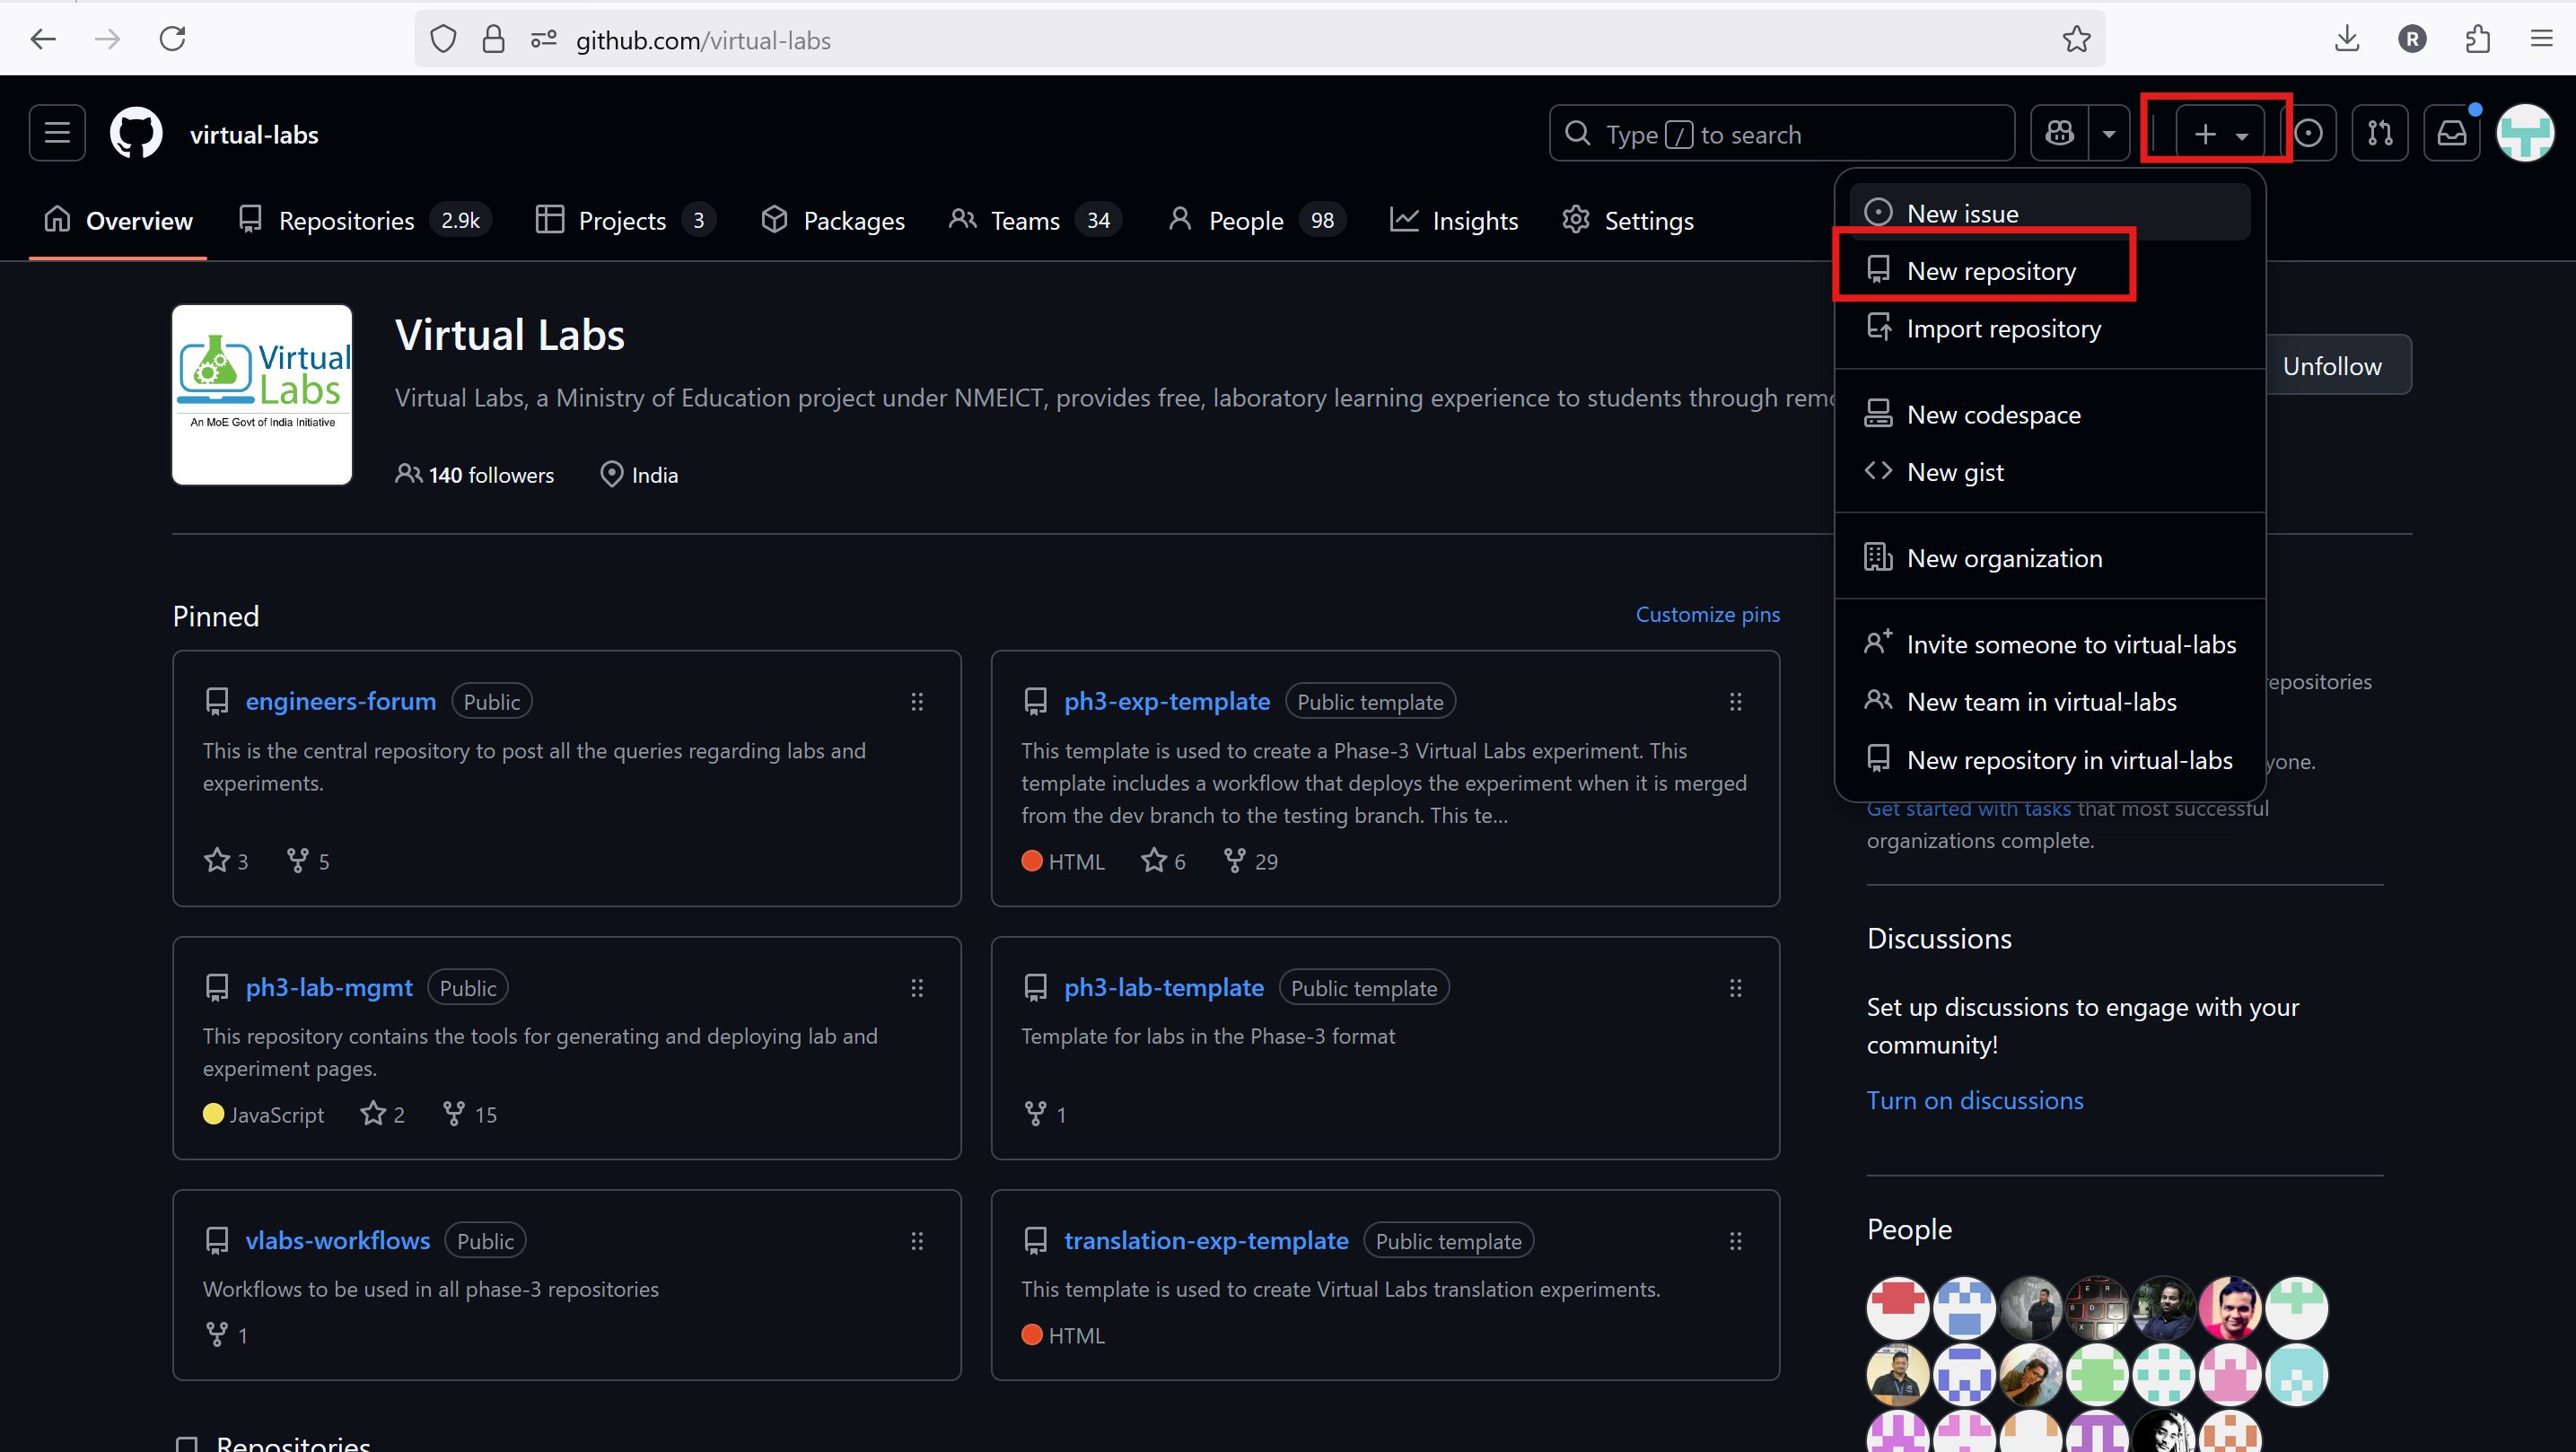 github.com/virtual-labs
R
virtual-labs
Type / to search
Overview
Repositories 2.9k
Projects 3
Packages
Teams 34
People 98
Insights
Settings
New issue
New repository
Import repository
New codespace
New gist
New organization
Invite someone to virtual-labs
New team in virtual-labs
New repository in virtual-labs
Virtual
Labs
An MoE Govt of India Initiative
Virtual Labs
Virtual Labs, a Ministry of Education project under NMEICT, provides free, laboratory learning experience to students through remo
140 followers
India
Unfollow
Pinned
Customize pins
engineers-forum Public
This is the central repository to post all the queries regarding labs and
experiments.
3 5
ph3-exp-template Public template
This template is used to create a Phase-3 Virtual Labs experiment. This
template includes a workflow that deploys the experiment when it is merged
from the dev branch to the testing branch. This te...
HTML 6 29
ph3-lab-mgmt Public
This repository contains the tools for generating and deploying lab and
experiment pages.
JavaScript 2 15
ph3-lab-template Public template
Template for labs in the Phase-3 format
1
vlabs-workflows Public
Workflows to be used in all phase-3 repositories
1
translation-exp-template Public template
This template is used to create Virtual Labs translation experiments.
HTML
Repositories
epositories
yone.
Get started with tasks that most successful
organizations complete.
Discussions
Set up discussions to engage with your
community!
Turn on discussions
People